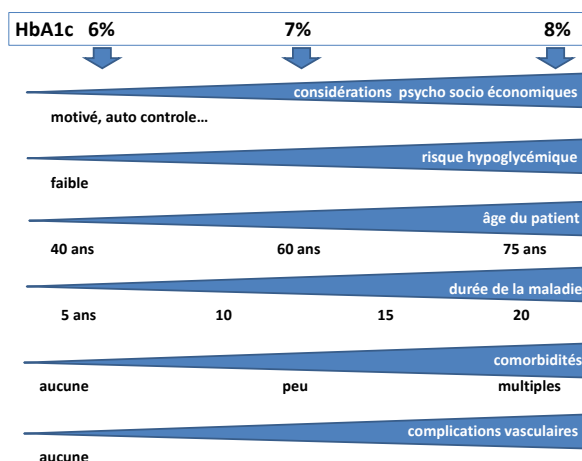 HbA1c 6% 7% 8%
considérations psycho socio économiques
motivé, auto controle…
risque hypoglycémique
faible
âge du patient
40 ans 60 ans 75 ans
durée de la maladie
5 ans 10 15 20
comorbidités
aucune peu multiples
complications vasculaires
aucune